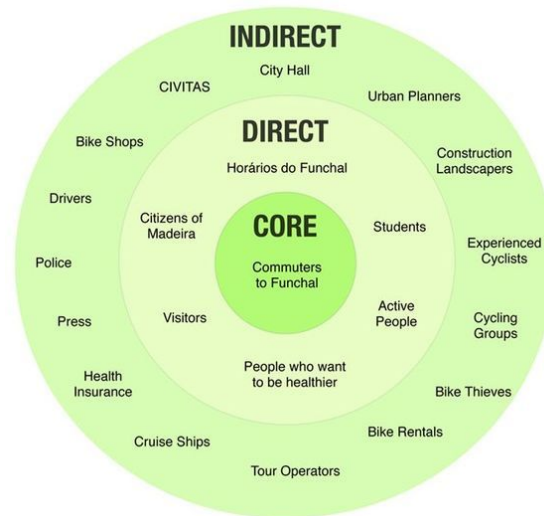 INDIRECT
City Hall
CIVITAS
Urban Planners
Bike Shops
Construction
Landscapers
Drivers
Experienced
Cyclists
Police
Press
Cycling
Groups
Health
Insurance
Bike Thieves
Cruise Ships
Bike Rentals
Tour Operators
DIRECT
Horários do Funchal
Citizens of
Madeira
Students
Visitors
Active
People
People who want
to be healthier
CORE
Commuters
to Funchal